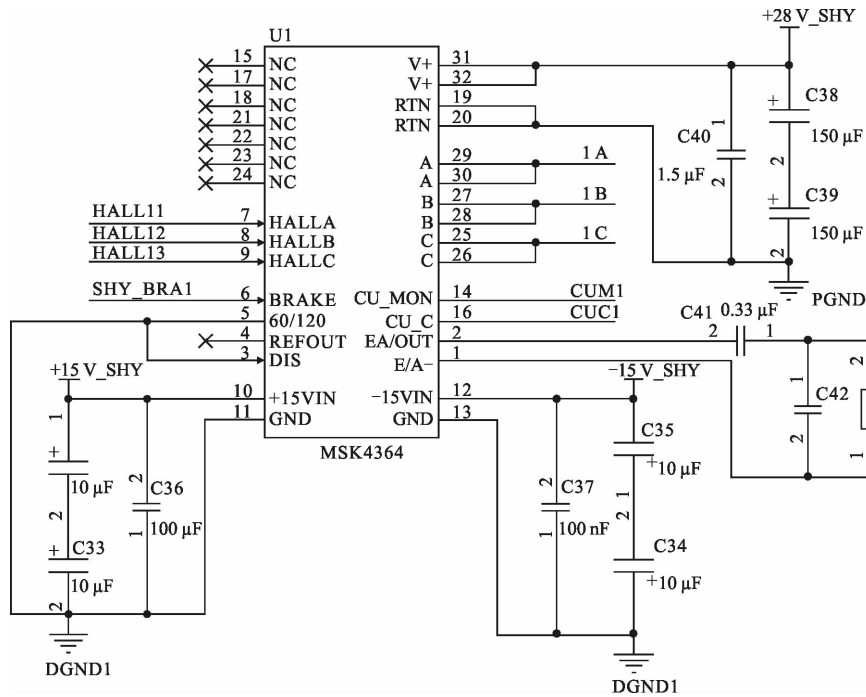 +28 V_SHY
U1
15 NC
17 NC
18 NC
21 NC
22 NC
23 NC
24 NC
HALL11 7 HALLA
HALL12 8 HALLB
HALL13 9 HALLC
SHY_BRA1 6 BRAKE
5 60/120
4 REFOUT
3 DIS
+15 V_SHY
10 +15VIN
11 GND
V+ 31
V+ 32
RTN 19
RTN 20
A 29 1 A
A 30
B 27 1 B
B 28
C 25 1 C
C 26
CU_MON 14 CUM1
CU_C 16 CUC1
EA/OUT 2
E/A− 1
−15VIN 12
GND 13
MSK4364
1
C40
1.5 μF
2
+ C38
150 μF
2
+ C39
150 μF
2
PGND
C41 0.33 μF
2 1
1
C42
2
2
1
−15 V_SHY
C35
+10 μF
1
2
C34
+10 μF
2
C37
100 nF
1
DGND1
1
+
10 μF
2
+ C33
10 μF
2
2
C36
100 μF
1
DGND1